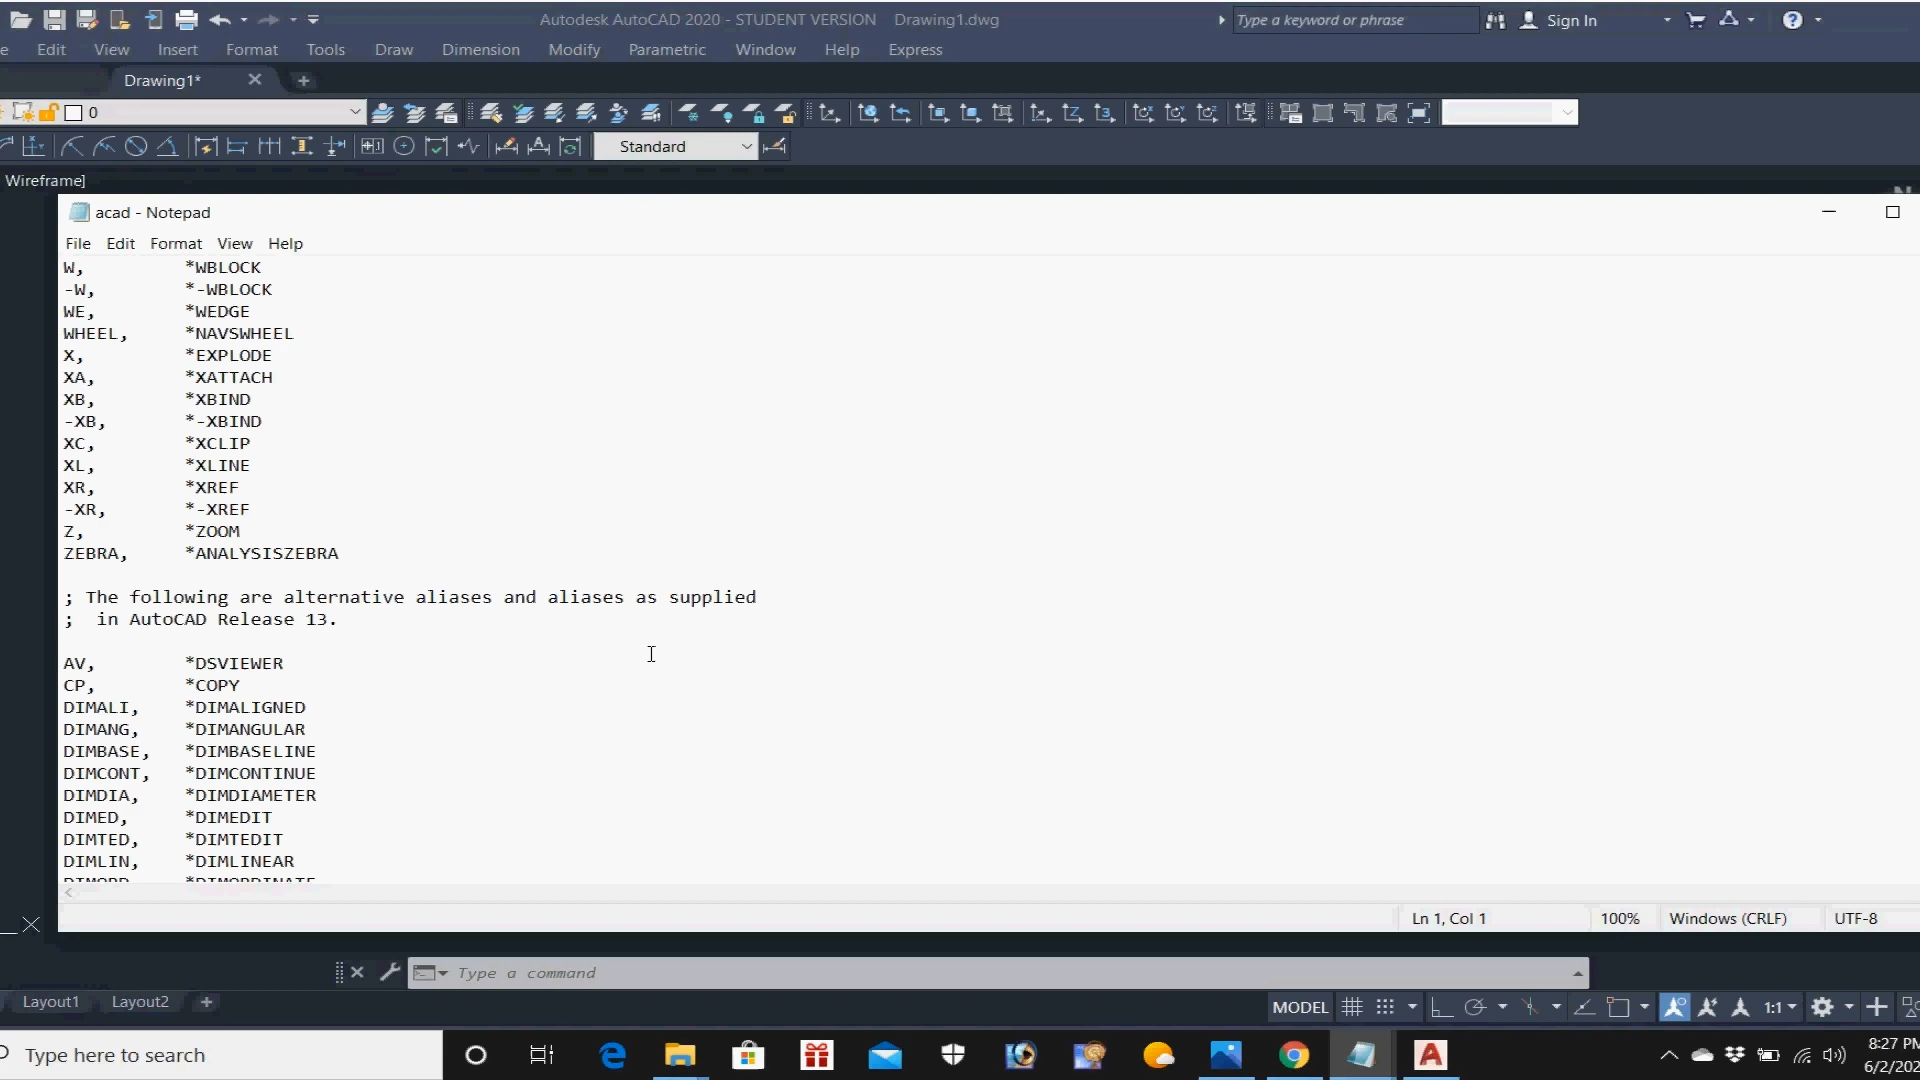 Autodesk AutoCAD 2020 - STUDENT VERSION Drawing1.dwg
Type a keyword or phrase
Sign In
e Edit View Insert Format Tools Draw Dimension Modify Parametric Window Help Express
Drawing1*
0
Standard
Wireframe]
acad - Notepad
File Edit Format View Help
W, *WBLOCK
-W, *-WBLOCK
WE, *WEDGE
WHEEL, *NAVSWHEEL
X, *EXPLODE
XA, *XATTACH
XB, *XBIND
-XB, *-XBIND
XC, *XCLIP
XL, *XLINE
XR, *XREF
-XR, *-XREF
Z, *ZOOM
ZEBRA, *ANALYSISZEBRA
; The following are alternative aliases and aliases as supplied
; in AutoCAD Release 13.
AV, *DSVIEWER
CP, *COPY
DIMALI, *DIMALIGNED
DIMANG, *DIMANGULAR
DIMBASE, *DIMBASELINE
DIMCONT, *DIMCONTINUE
DIMDIA, *DIMDIAMETER
DIMED, *DIMEDIT
DIMTED, *DIMTEDIT
DIMLIN, *DIMLINEAR
DIMORD, *DIMORDINATE
Ln 1, Col 1 100% Windows (CRLF) UTF-8
Type a command
Layout1 Layout2 +
MODEL 1:1
Type here to search
8:27 PM
6/2/202